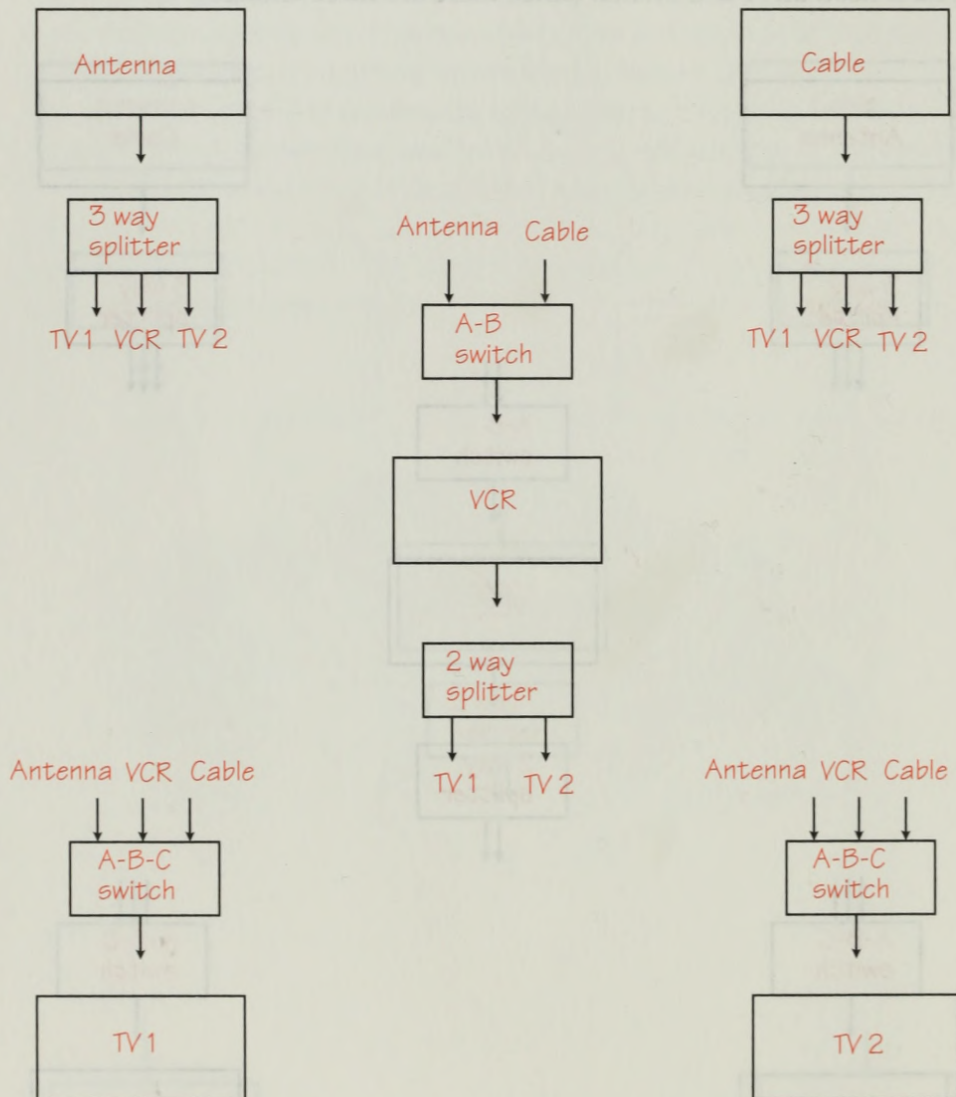 Antenna
Cable
3 way
splitter
TV 1 VCR TV 2
Antenna Cable
3 way
splitter
TV 1 VCR TV 2
A-B
switch
VCR
2 way
splitter
TV 1 TV 2
Antenna VCR Cable
A-B-C
switch
TV 1
Antenna VCR Cable
A-B-C
switch
TV 2